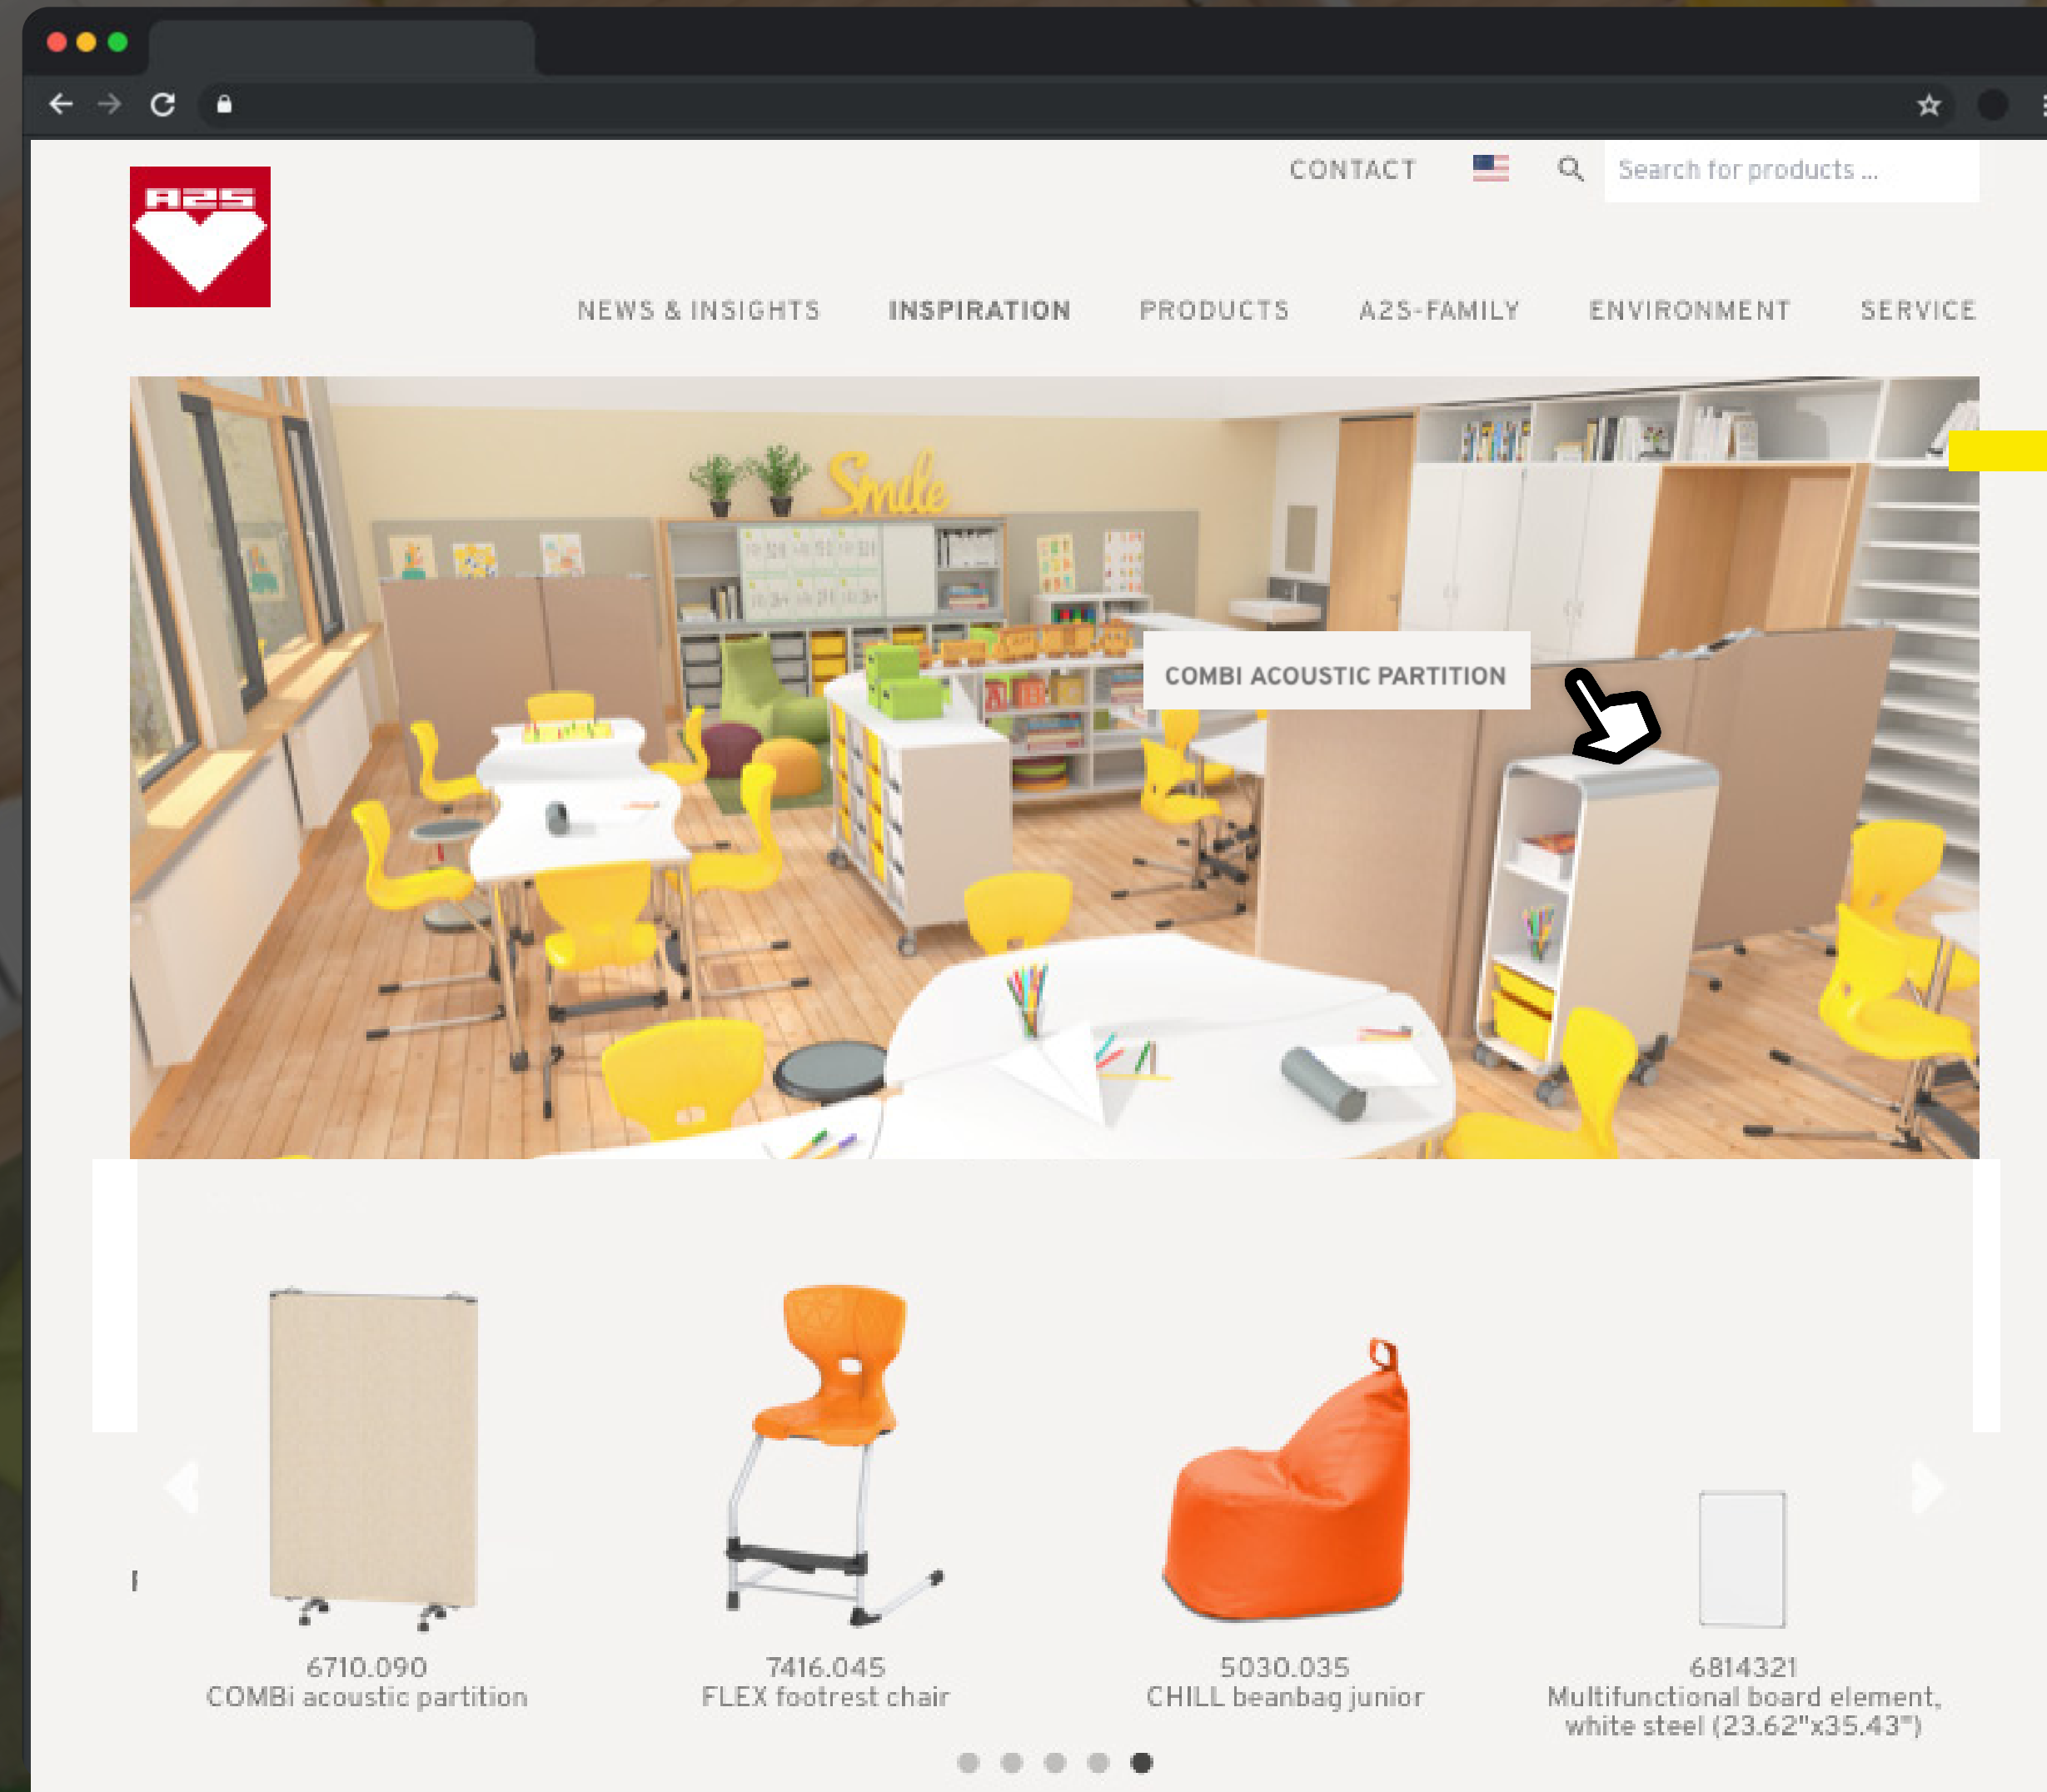 CONTACT
Search for products ...
A2S
NEWS & INSIGHTS INSPIRATION PRODUCTS A2S-FAMILY ENVIRONMENT SERVICE
Smile
COMBI ACOUSTIC PARTITION
A B C
6710.090
COMBi acoustic partition
7416.045
FLEX footrest chair
5030.035
CHILL beanbag junior
6814321
Multifunctional board element,
white steel (23.62"x35.43")